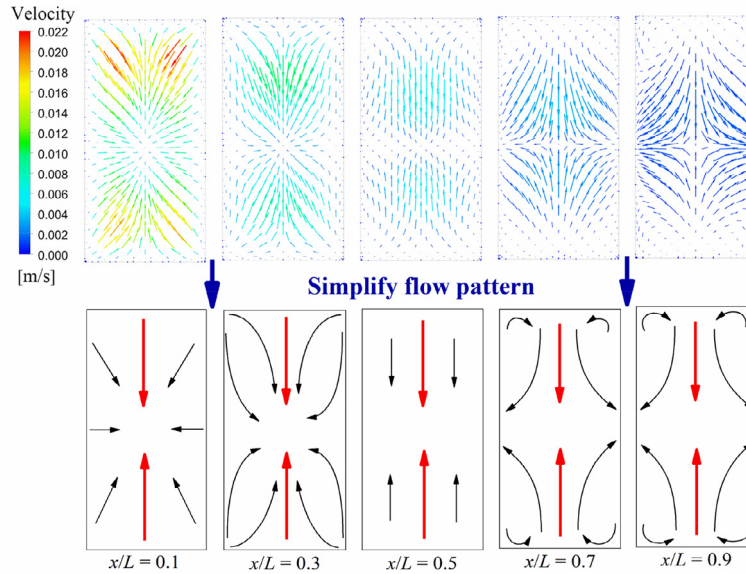 Velocity
0.022
0.020
0.018
0.016
0.014
0.012
0.010
0.008
0.006
0.004
0.002
0.000
[m/s]
Simplify flow pattern
x/L = 0.1
x/L = 0.3
x/L = 0.5
x/L = 0.7
x/L = 0.9